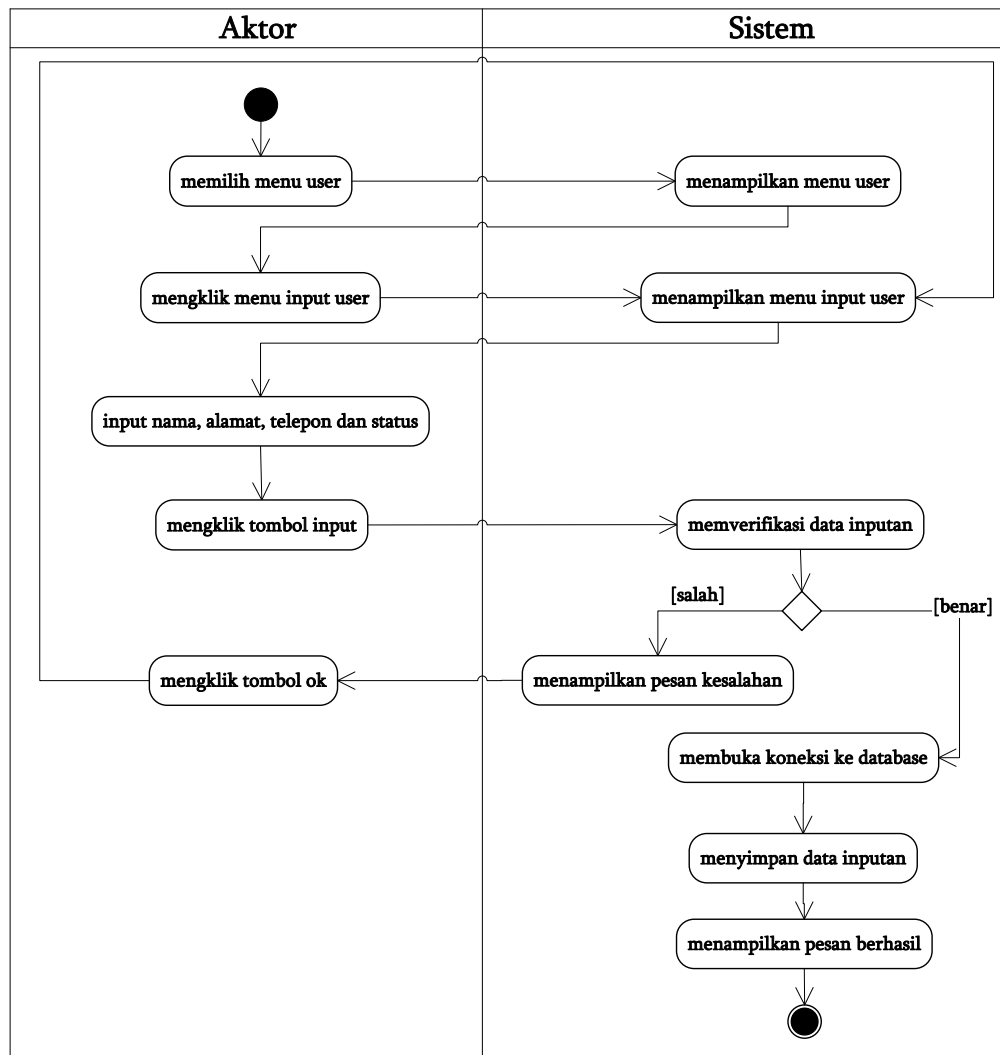 Aktor
Sistem
memilih menu user
menampilkan menu user
mengklik menu input user
menampilkan menu input user
input nama, alamat, telepon dan status
mengklik tombol input
memverifikasi data inputan
[salah]
[benar]
mengklik tombol ok
menampilkan pesan kesalahan
membuka koneksi ke database
menyimpan data inputan
menampilkan pesan berhasil